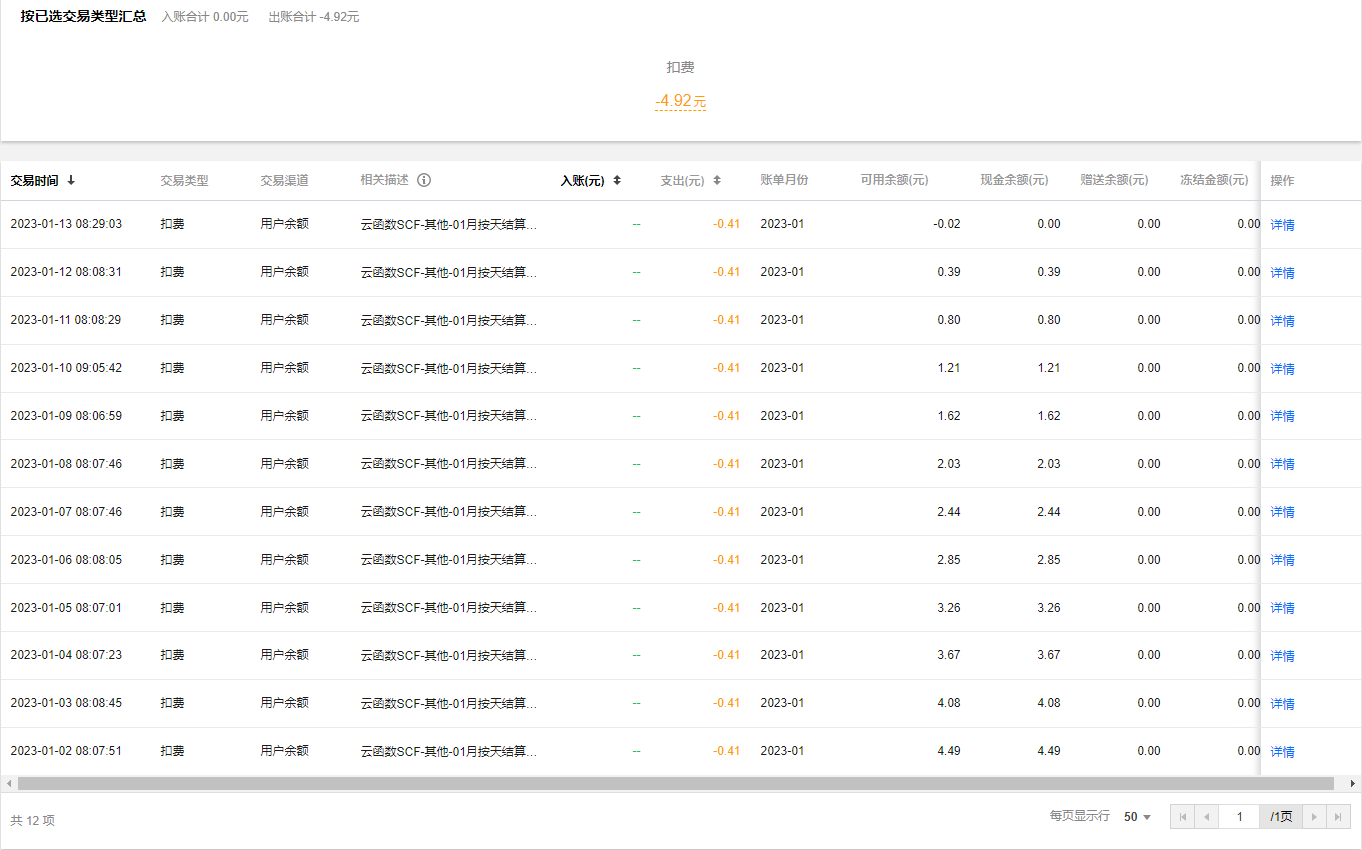 按已选交易类型汇总 入账合计 0.00元 出账合计 -4.92元
扣费
-4.92元
交易时间 交易类型 交易渠道 相关描述 入账(元) 支出(元) 账单月份 可用余额(元) 现金余额(元) 赠送余额(元) 冻结金额(元) 操作
2023-01-13 08:29:03 扣费 用户余额 云函数SCF-其他-01月按天结算... -- -0.41 2023-01 -0.02 0.00 0.00 0.00 详情
2023-01-12 08:08:31 扣费 用户余额 云函数SCF-其他-01月按天结算... -- -0.41 2023-01 0.39 0.39 0.00 0.00 详情
2023-01-11 08:08:29 扣费 用户余额 云函数SCF-其他-01月按天结算... -- -0.41 2023-01 0.80 0.80 0.00 0.00 详情
2023-01-10 09:05:42 扣费 用户余额 云函数SCF-其他-01月按天结算... -- -0.41 2023-01 1.21 1.21 0.00 0.00 详情
2023-01-09 08:06:59 扣费 用户余额 云函数SCF-其他-01月按天结算... -- -0.41 2023-01 1.62 1.62 0.00 0.00 详情
2023-01-08 08:07:46 扣费 用户余额 云函数SCF-其他-01月按天结算... -- -0.41 2023-01 2.03 2.03 0.00 0.00 详情
2023-01-07 08:07:46 扣费 用户余额 云函数SCF-其他-01月按天结算... -- -0.41 2023-01 2.44 2.44 0.00 0.00 详情
2023-01-06 08:08:05 扣费 用户余额 云函数SCF-其他-01月按天结算... -- -0.41 2023-01 2.85 2.85 0.00 0.00 详情
2023-01-05 08:07:01 扣费 用户余额 云函数SCF-其他-01月按天结算... -- -0.41 2023-01 3.26 3.26 0.00 0.00 详情
2023-01-04 08:07:23 扣费 用户余额 云函数SCF-其他-01月按天结算... -- -0.41 2023-01 3.67 3.67 0.00 0.00 详情
2023-01-03 08:08:45 扣费 用户余额 云函数SCF-其他-01月按天结算... -- -0.41 2023-01 4.08 4.08 0.00 0.00 详情
2023-01-02 08:07:51 扣费 用户余额 云函数SCF-其他-01月按天结算... -- -0.41 2023-01 4.49 4.49 0.00 0.00 详情
共 12 项 每页显示行 50 1 /1页